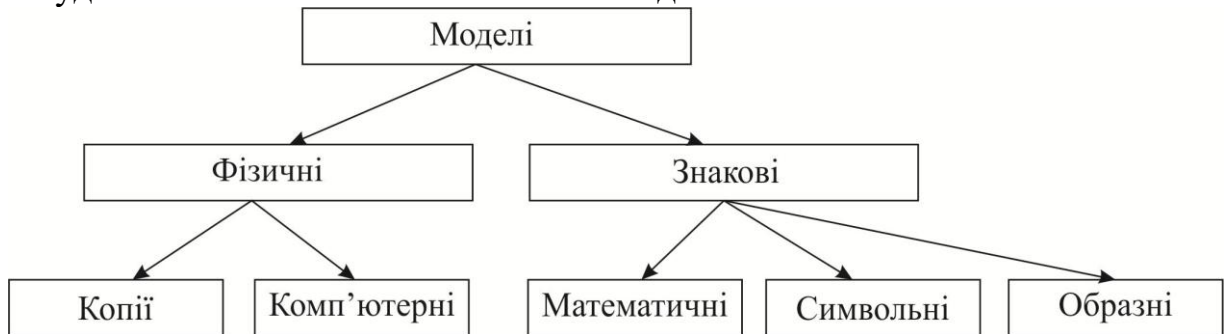 Моделі
Фізичні Знакові
Копії Комп’ютерні Математичні Символьні Образні